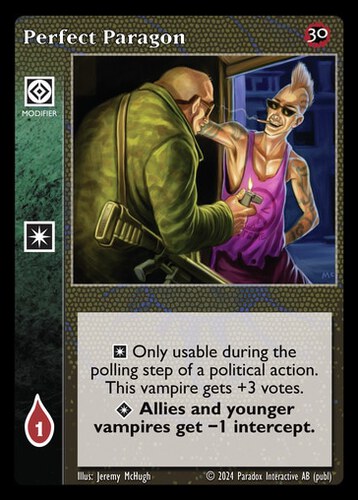 Perfect Paragon
30
MODIFIER
Only usable during the
polling step of a political action.
This vampire gets +3 votes.
Allies and younger
vampires get −1 intercept.
1
Illus: Jeremy McHugh © 2024 Paradox Interactive AB (publ)